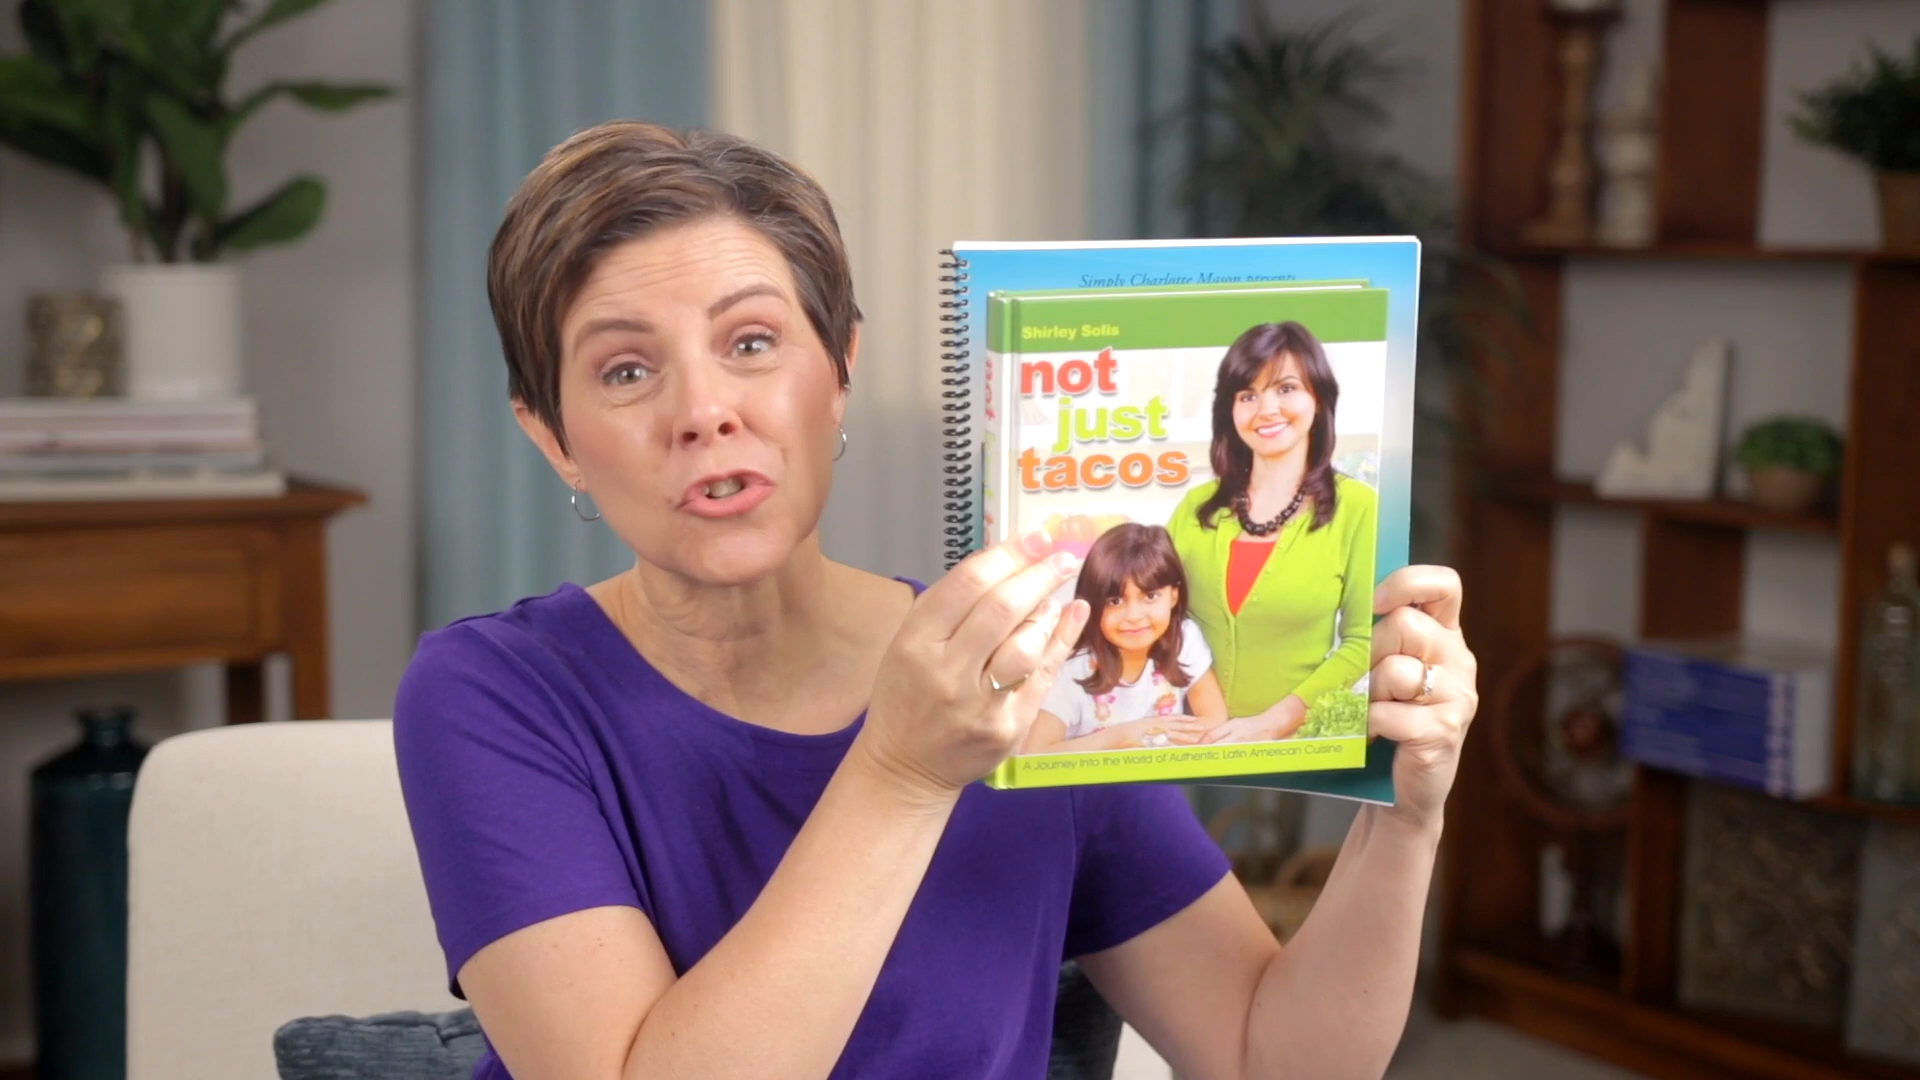 Simply Charlotte Mason presents
Shirley Solis
not
just
tacos
A Journey Into the World of Authentic Latin American Cuisine